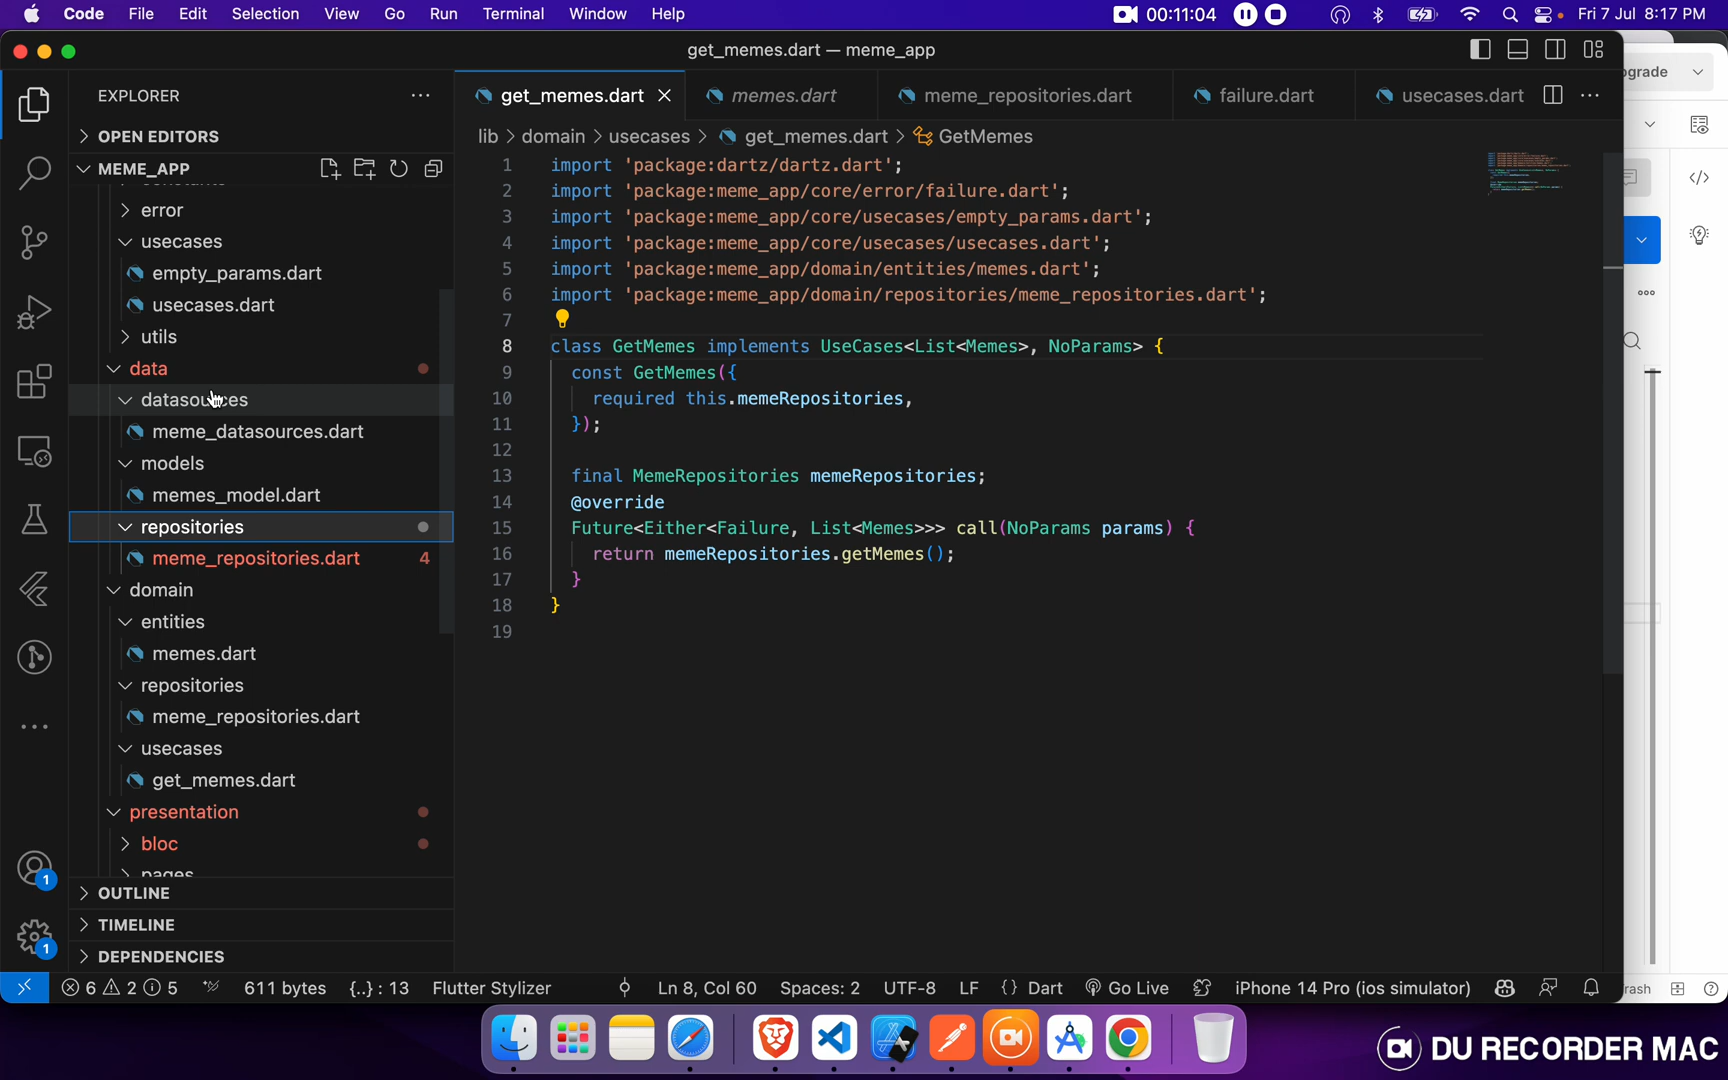 Code File Edit Selection View Go Run Terminal Window Help 00:11:04 Fri 7 Jul 8:17 PM
get_memes.dart — meme_app
EXPLORER
get_memes.dart memes.dart meme_repositories.dart failure.dart usecases.dart
grade
OPEN EDITORS
lib > domain > usecases > get_memes.dart > GetMemes
MEME_APP
constants
error
usecases
empty_params.dart
usecases.dart
utils
data
datasources
meme_datasources.dart
models
memes_model.dart
repositories
meme_repositories.dart 4
domain
entities
memes.dart
repositories
meme_repositories.dart
usecases
get_memes.dart
presentation
bloc
pages
OUTLINE
TIMELINE
DEPENDENCIES
1 import 'package:dartz/dartz.dart';
2 import 'package:meme_app/core/error/failure.dart';
3 import 'package:meme_app/core/usecases/empty_params.dart';
4 import 'package:meme_app/core/usecases/usecases.dart';
5 import 'package:meme_app/domain/entities/memes.dart';
6 import 'package:meme_app/domain/repositories/meme_repositories.dart';
7
8 class GetMemes implements UseCases<List<Memes>, NoParams> {
9 const GetMemes({
10 required this.memeRepositories,
11 });
12
13 final MemeRepositories memeRepositories;
14 @override
15 Future<Either<Failure, List<Memes>>> call(NoParams params) {
16 return memeRepositories.getMemes();
17 }
18 }
19
1
1
6 2 5 611 bytes {..} : 13 Flutter Stylizer Ln 8, Col 60 Spaces: 2 UTF-8 LF {} Dart Go Live iPhone 14 Pro (ios simulator)
rash
DU RECORDER MAC